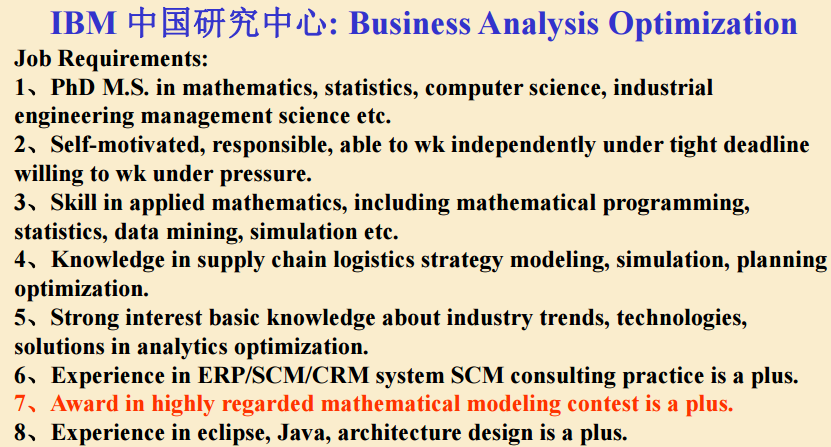 IBM 中国研究中心: Business Analysis Optimization
Job Requirements:
1、PhD M.S. in mathematics, statistics, computer science, industrial
engineering management science etc.
2、Self-motivated, responsible, able to wk independently under tight deadline
willing to wk under pressure.
3、Skill in applied mathematics, including mathematical programming,
statistics, data mining, simulation etc.
4、Knowledge in supply chain logistics strategy modeling, simulation, planning
optimization.
5、Strong interest basic knowledge about industry trends, technologies,
solutions in analytics optimization.
6、Experience in ERP/SCM/CRM system SCM consulting practice is a plus.
7、Award in highly regarded mathematical modeling contest is a plus.
8、Experience in eclipse, Java, architecture design is a plus.